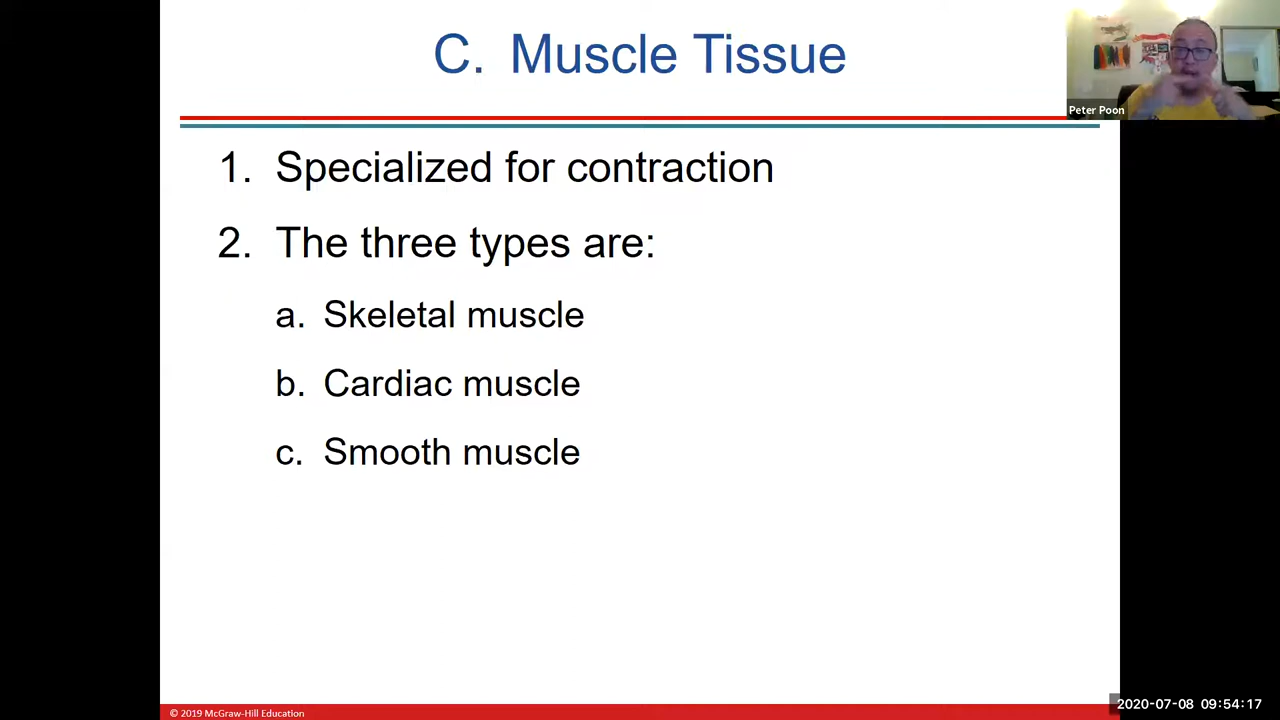 C. Muscle Tissue
Peter Poon
1. Specialized for contraction
2. The three types are:
a. Skeletal muscle
b. Cardiac muscle
c. Smooth muscle
© 2019 McGraw-Hill Education
2020-07-08 09:54:17